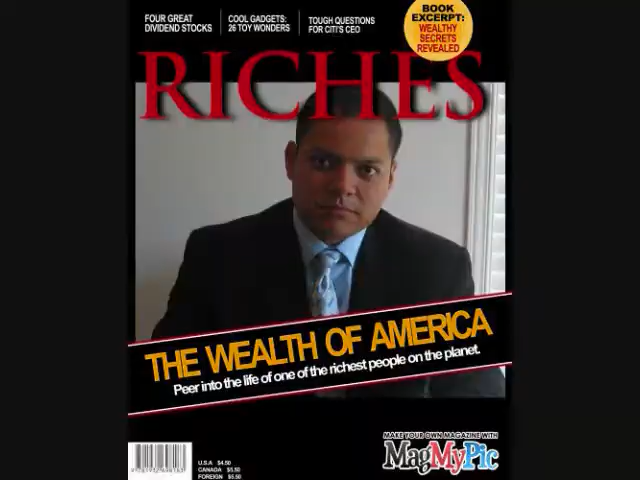 FOUR GREAT
DIVIDEND STOCKS
COOL GADGETS:
26 TOY WONDERS
TOUGH QUESTIONS
FOR CITI'S CEO
BOOK
EXCERPT:
WEALTHY
SECRETS
REVEALED
RICHES
THE WEALTH OF AMERICA
Peer into the life of one of the richest people on the planet.
MAKE YOUR OWN MAGAZINE WITH
MagMyPic
U.S.A $4.50
CANADA $5.50
FOREIGN $5.50